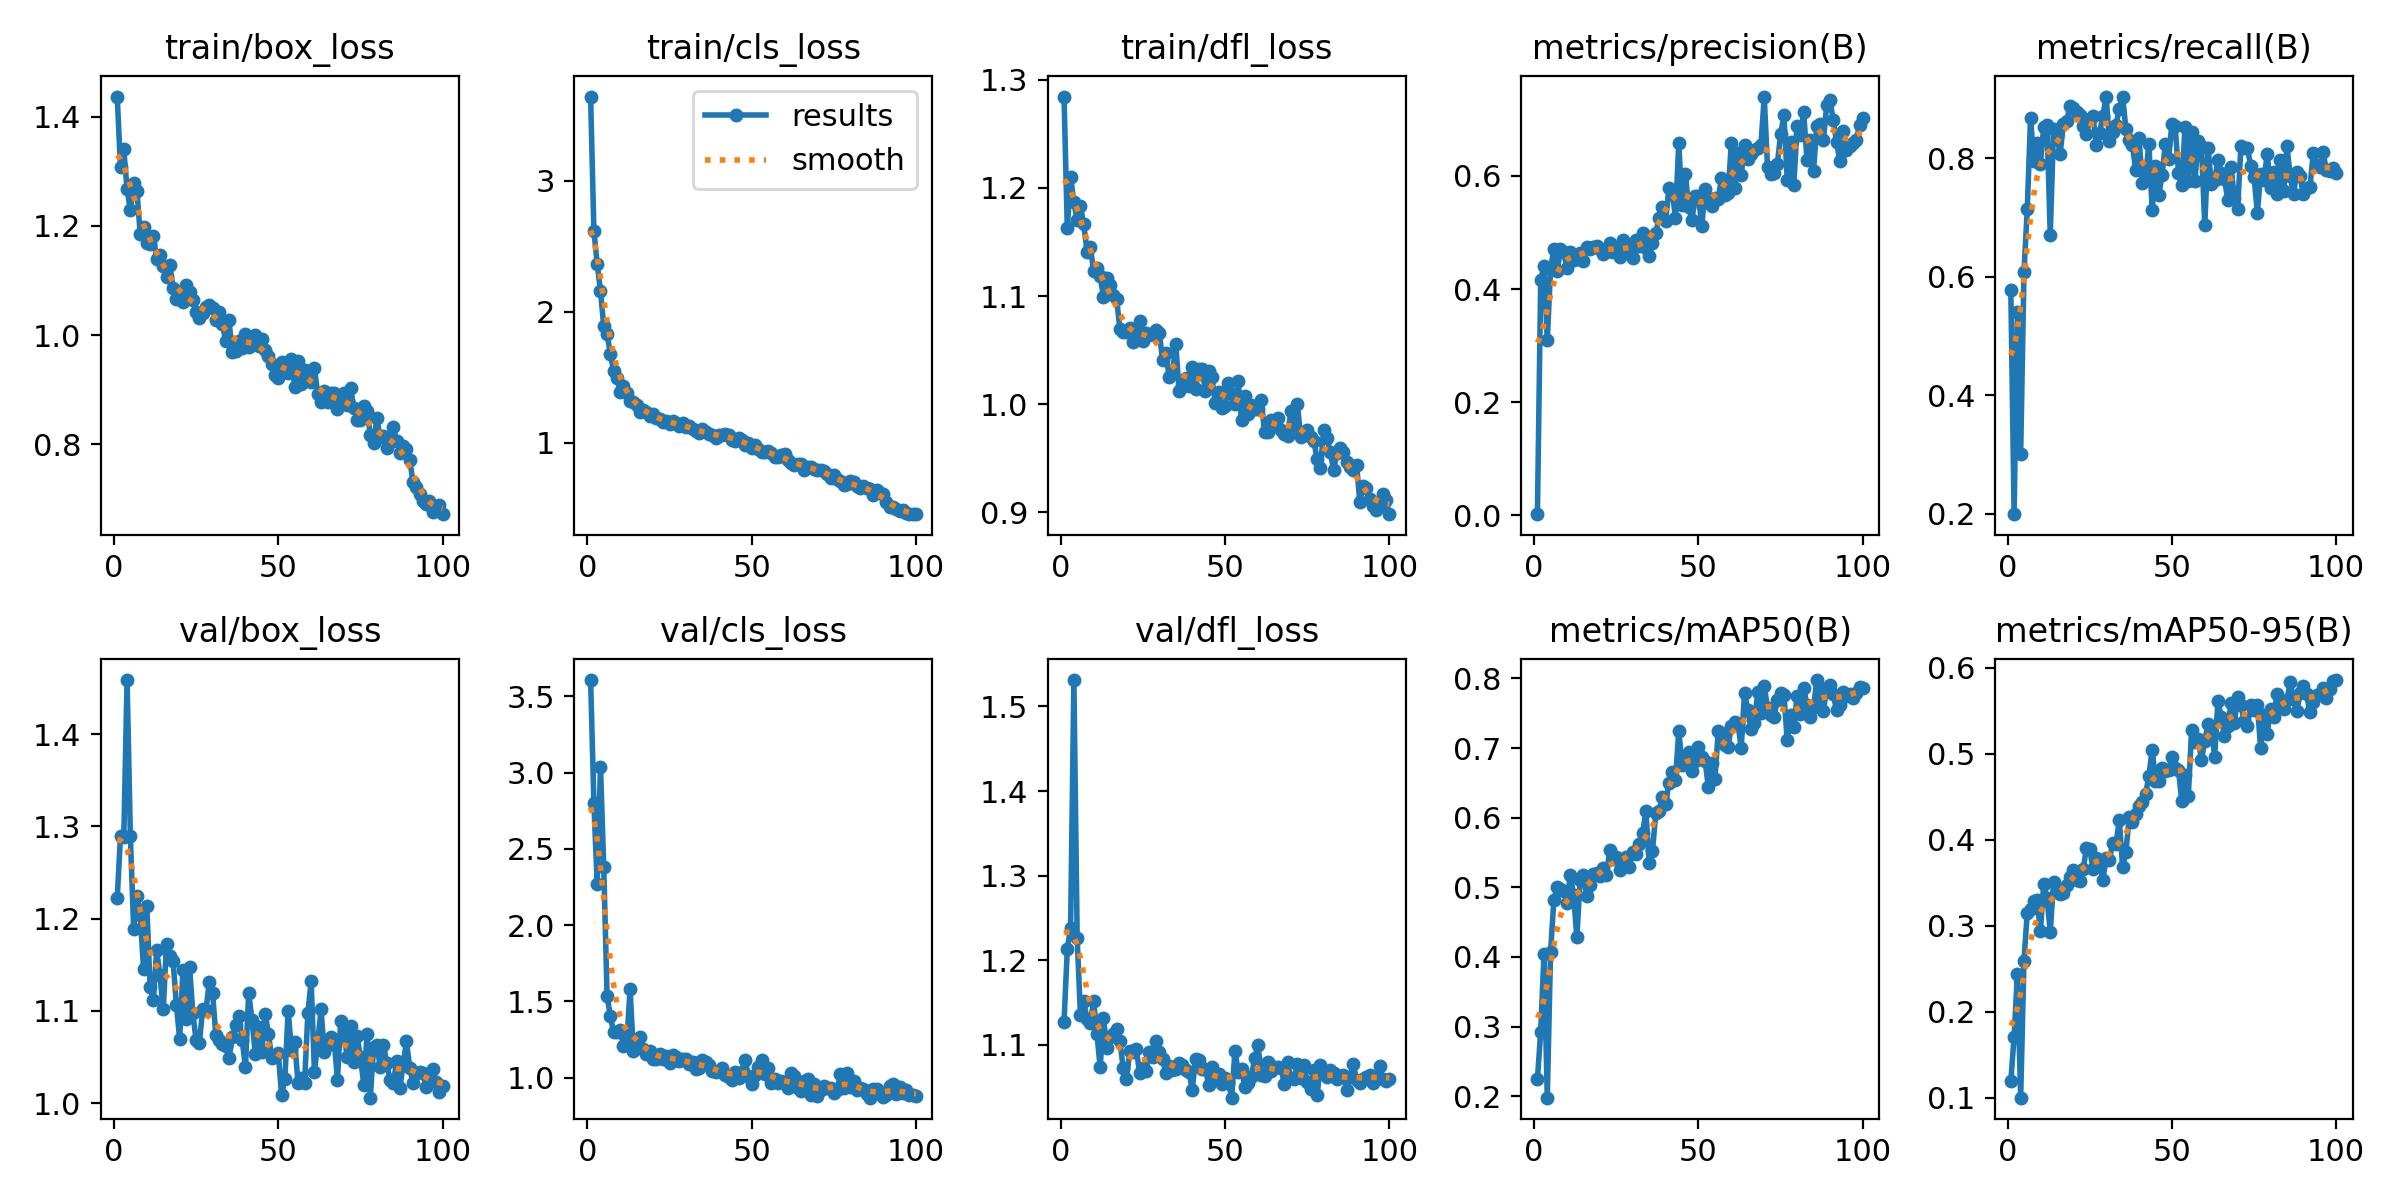 train/box_loss
1.4
1.2
1.0
0.8
0 50 100
train/cls_loss
results
smooth
3
2
1
0 50 100
train/dfl_loss
1.3
1.2
1.1
1.0
0.9
0 50 100
metrics/precision(B)
0.6
0.4
0.2
0.0
0 50 100
metrics/recall(B)
0.8
0.6
0.4
0.2
0 50 100
val/box_loss
1.4
1.3
1.2
1.1
1.0
0 50 100
val/cls_loss
3.5
3.0
2.5
2.0
1.5
1.0
0 50 100
val/dfl_loss
1.5
1.4
1.3
1.2
1.1
0 50 100
metrics/mAP50(B)
0.8
0.7
0.6
0.5
0.4
0.3
0.2
0 50 100
metrics/mAP50-95(B)
0.6
0.5
0.4
0.3
0.2
0.1
0 50 100